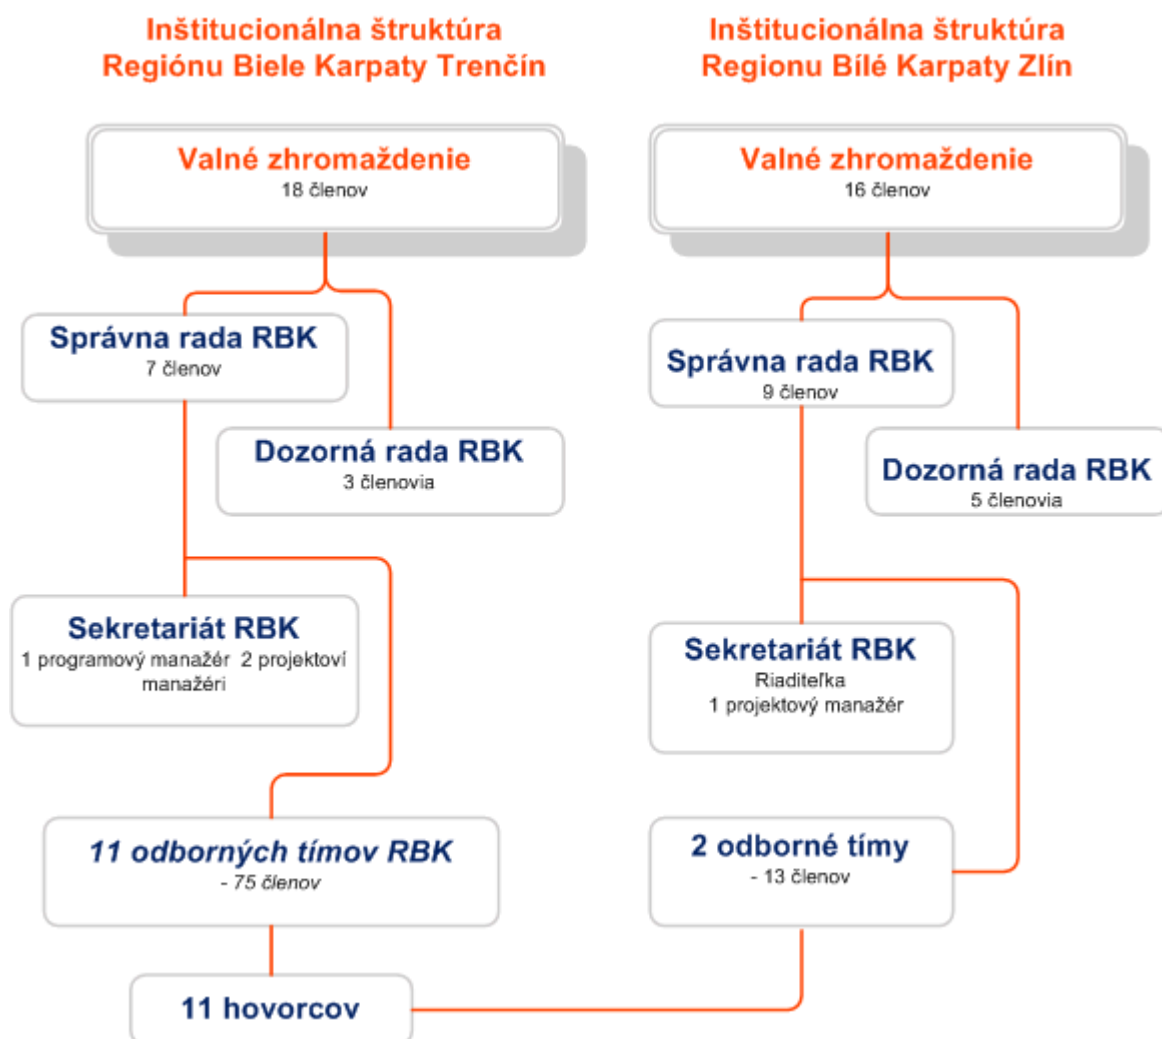 Inštitucionálna štruktúra
Regiónu Biele Karpaty Trenčín
Valné zhromaždenie
18 členov
Správna rada RBK
7 členov
Dozorná rada RBK
3 členovia
Sekretariát RBK
1 programový manažér 2 projektoví
manažéri
11 odborných tímov RBK
- 75 členov
11 hovorcov
Inštitucionálna štruktúra
Regionu Bílé Karpaty Zlín
Valné zhromaždenie
16 členov
Správna rada RBK
9 členov
Dozorná rada RBK
5 členovia
Sekretariát RBK
Riaditeľka
1 projektový manažér
2 odborné tímy
- 13 členov